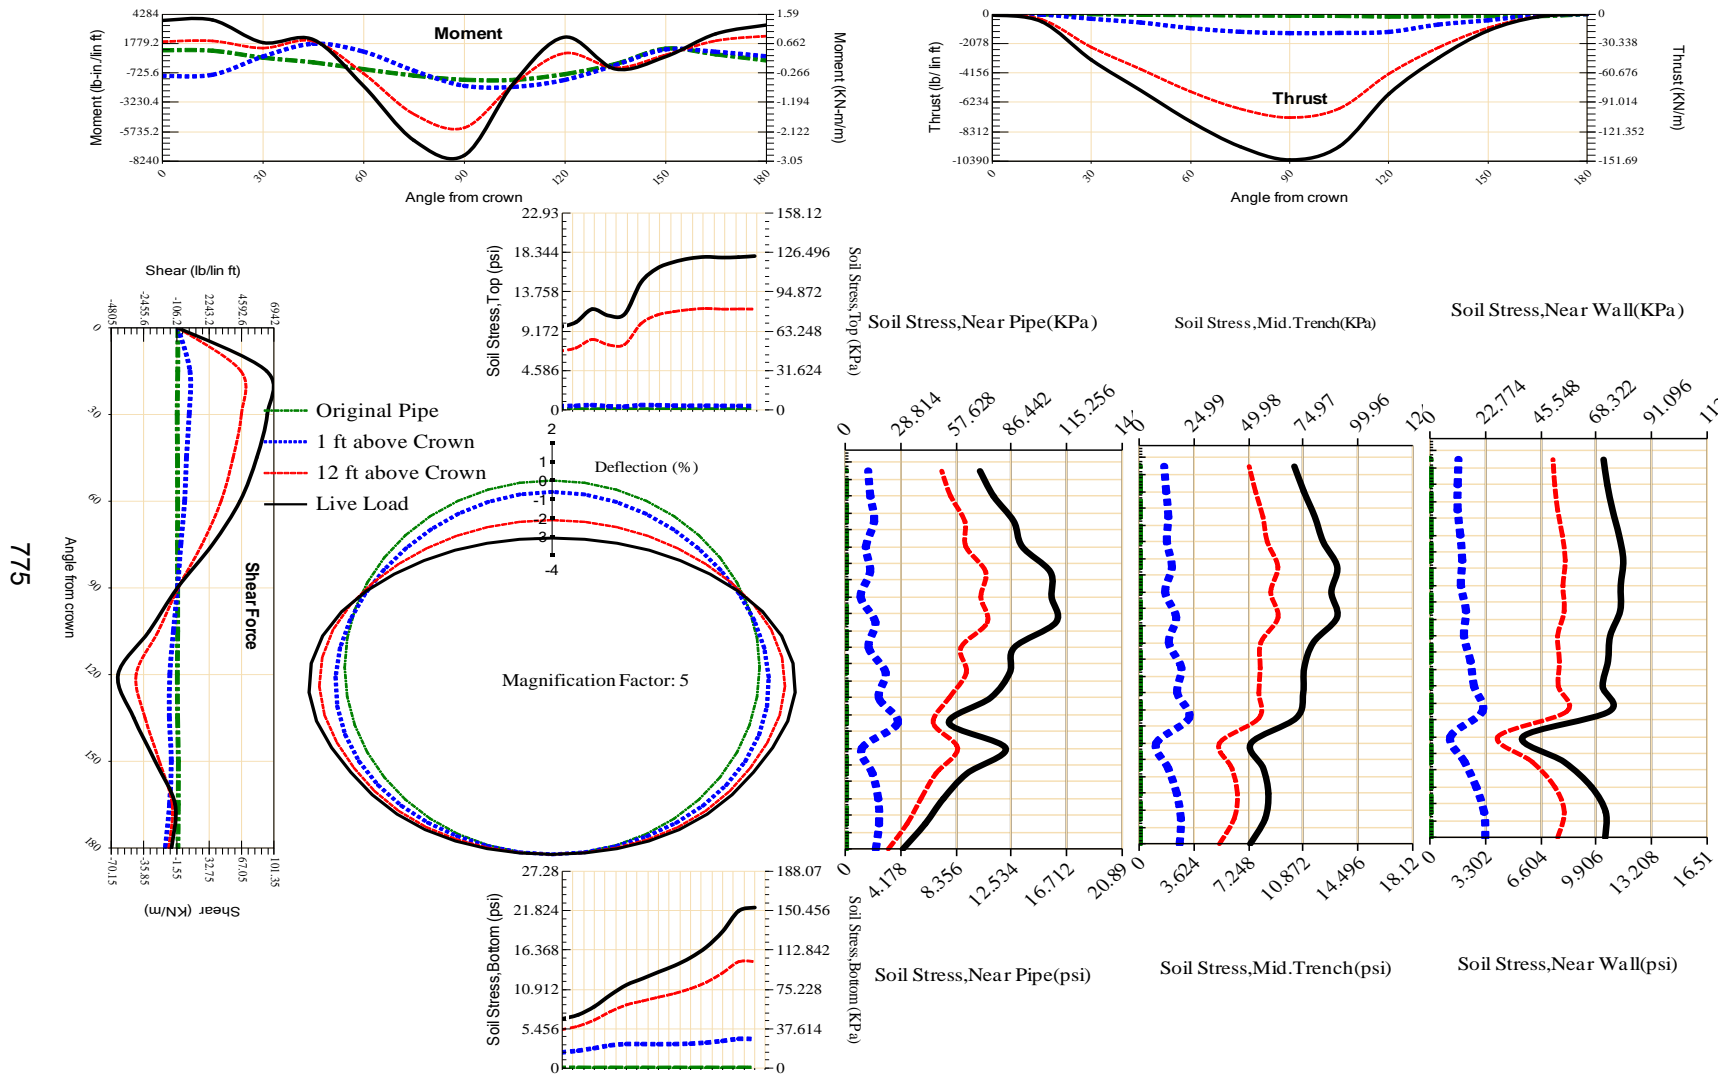 4284
1779.2
-725.6
-3230.4
-5735.2
-8240
Moment (lb-in /lin ft)
Moment
1.59
0.662
-0.266
-1.194
-2.122
-3.05
Moment (KN-m/m)
0 30 60 90 120 150 180
Angle from crown
0
-2078
-4156
-6234
-8312
-10390
Thrust (lb/ lin ft)
Thrust
0
-30.338
-60.676
-91.014
-121.352
-151.69
Thrust (KN/m)
0 30 60 90 120 150 180
Angle from crown
22.93
18.344
13.758
9.172
4.586
0
Soil Stress,Top (psi)
158.12
126.496
94.872
63.248
31.624
0
Soil Stress,Top (KPa)
Shear (lb/lin ft)
-4805 -2455.6 -106.2 2243.2 4592.6 6942
0
30
60
90
120
150
180
Angle from crown
Shear Force
-70.15 -35.85 -1.55 32.75 67.05 101.35
Shear (KN/m)
775
Original Pipe
1 ft above Crown
12 ft above Crown
Live Load
2
1
0
-1
-2
-3
-4
Deflection (%)
Magnification Factor: 5
27.28
21.824
16.368
10.912
5.456
0
Soil Stress,Bottom (psi)
188.07
150.456
112.842
75.228
37.614
0
Soil Stress,Bottom (KPa)
Soil Stress,Near Pipe(KPa)
0 28.814 57.628 86.442 115.256
0 4.178 8.356 12.534 16.712 20.89
Soil Stress,Near Pipe(psi)
Soil Stress,Mid. Trench(KPa)
0 24.99 49.98 74.97 99.96
0 3.624 7.248 10.872 14.496 18.12
Soil Stress,Mid.Trench(psi)
Soil Stress,Near Wall(KPa)
0 22.774 45.548 68.322 91.096
0 3.302 6.604 9.906 13.208 16.51
Soil Stress,Near Wall(psi)